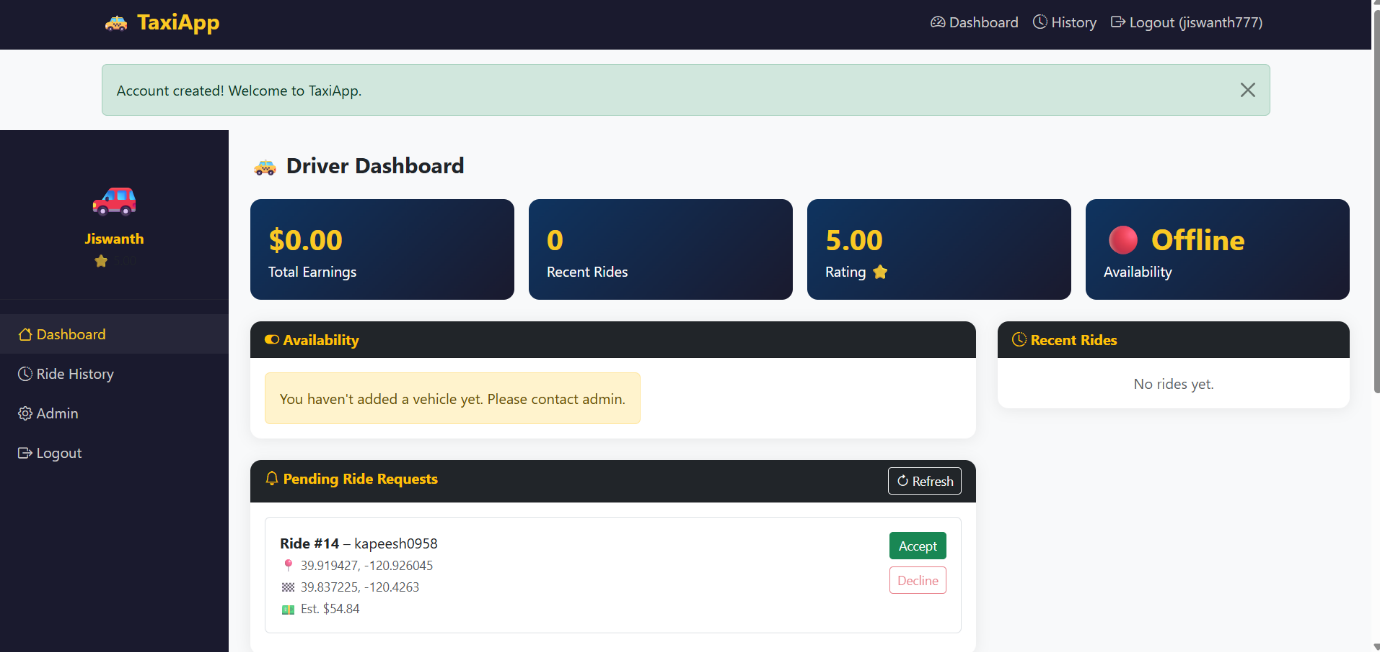 TaxiApp
Dashboard History Logout (jiswanth777)
Account created! Welcome to TaxiApp.
Jiswanth
Dashboard
Ride History
Admin
Logout
Driver Dashboard
$0.00
Total Earnings
0
Recent Rides
5.00
Rating
Offline
Availability
Availability
You haven't added a vehicle yet. Please contact admin.
Recent Rides
No rides yet.
Pending Ride Requests
Refresh
Ride #14 – kapeesh0958
39.919427, -120.926045
39.837225, -120.4263
Est. $54.84
Accept
Decline